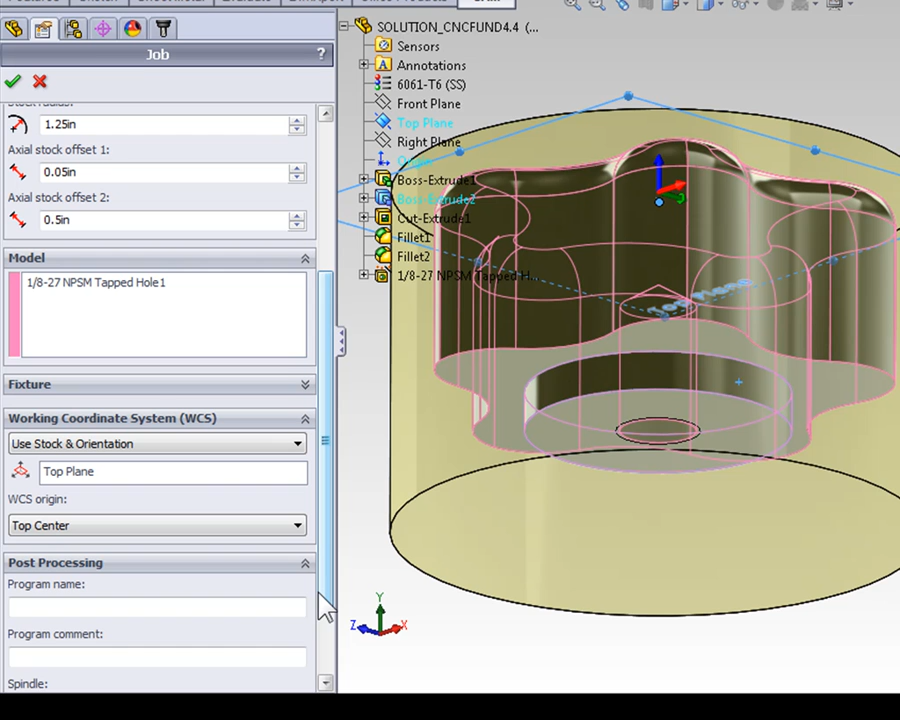 Job
?
1.25in
Axial stock offset 1:
0.05in
Axial stock offset 2:
0.5in
Model
1/8-27 NPSM Tapped Hole1
Fixture
Working Coordinate System (WCS)
Use Stock & Orientation
Top Plane
WCS origin:
Top Center
Post Processing
Program name:
Program comment:
Spindle:
SOLUTION_CNCFUND4.4 (...
Sensors
A Annotations
6061-T6 (SS)
Front Plane
Top Plane
Right Plane
Boss-Extrude1
Boss-Extrude2
Cut-Extrude1
Fillet1
Fillet2
1/8-27 NPSM Tapped H...
Top Plane
Y
Z
X